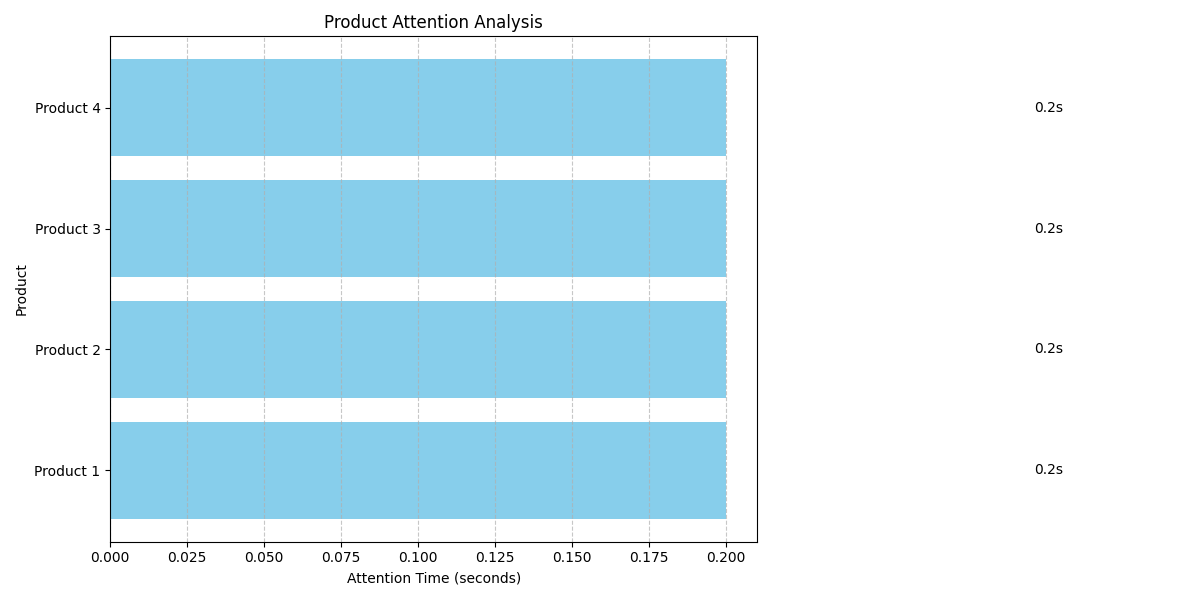 Product Attention Analysis
Product 4
0.2s
Product 3
0.2s
Product
Product 2
0.2s
Product 1
0.2s
0.000 0.025 0.050 0.075 0.100 0.125 0.150 0.175 0.200
Attention Time (seconds)